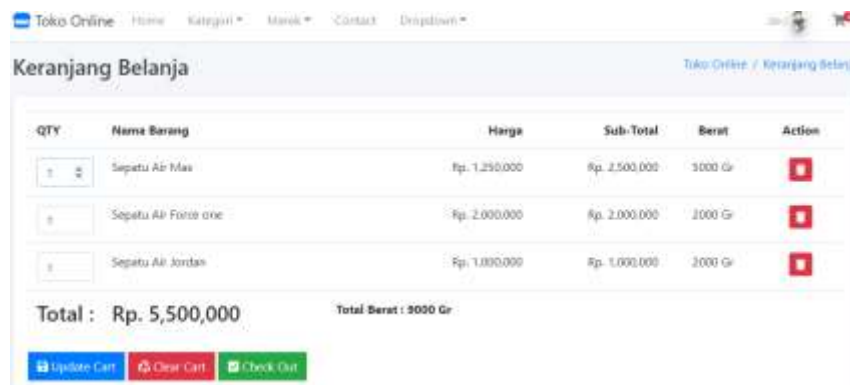 Toko Online Home Kategori Merek Contact Dropdown
Keranjang Belanja
Toko Online / Keranjang
QTY Nama Barang Harga Sub-Total Berat Action
Sepatu Air Max Rp. 1,250,000 Rp. 2,500,000 5000 Gr
Sepatu Air Force one Rp. 2,000,000 Rp. 2,000,000 2000 Gr
Sepatu Air Jordan Rp. 1,000,000 Rp. 1,000,000 2000 Gr
Total : Rp. 5,500,000 Total Berat : 9000 Gr
Update Cart Clear Cart Check Out